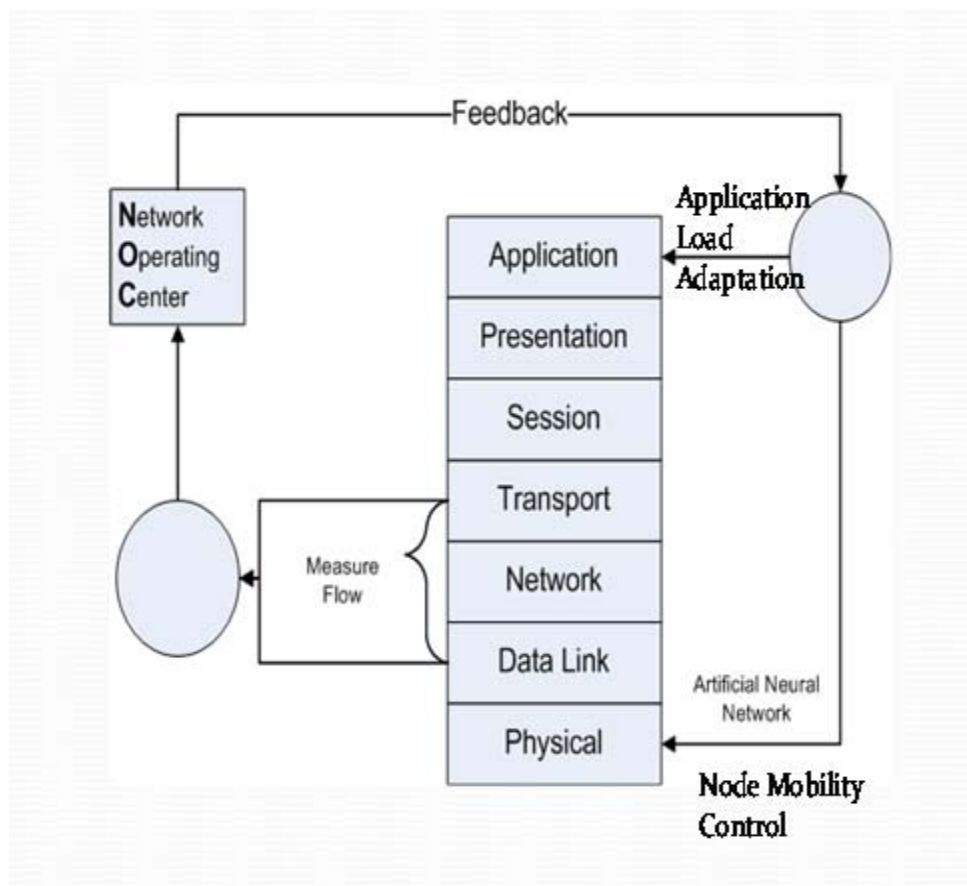 Feedback
Network
Operating
Center
Application
Load
Adaptation
Application
Presentation
Session
Transport
Network
Data Link
Physical
Measure
Flow
Artificial Neural
Network
Node Mobility
Control